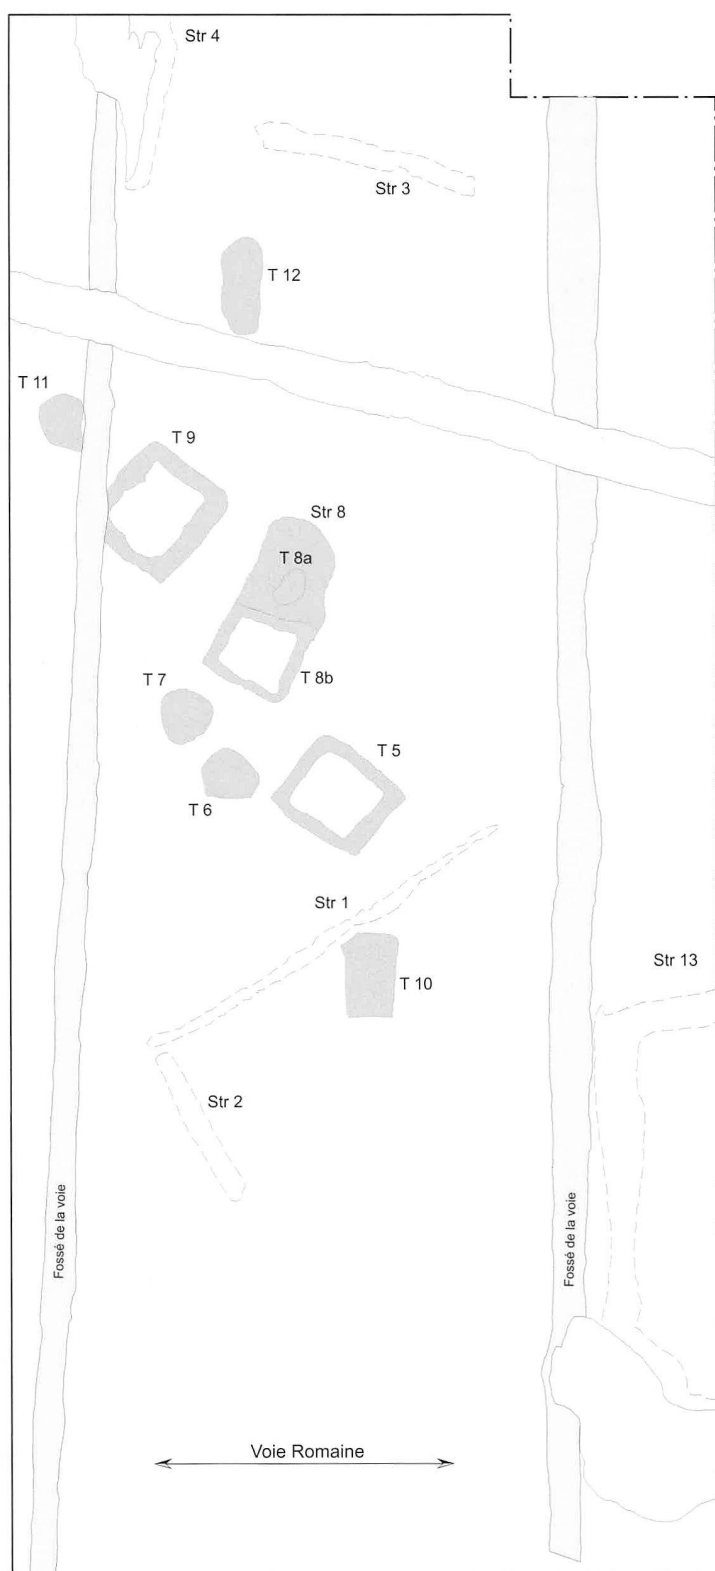 Str 4
Str 3
T 12
T 11
T 9
Str 8
T 8a
T 8b
T 7
T 5
T 6
Str 1
T 10
Str 13
Str 2
Fossé de la voie
Fossé de la voie
Voie Romaine